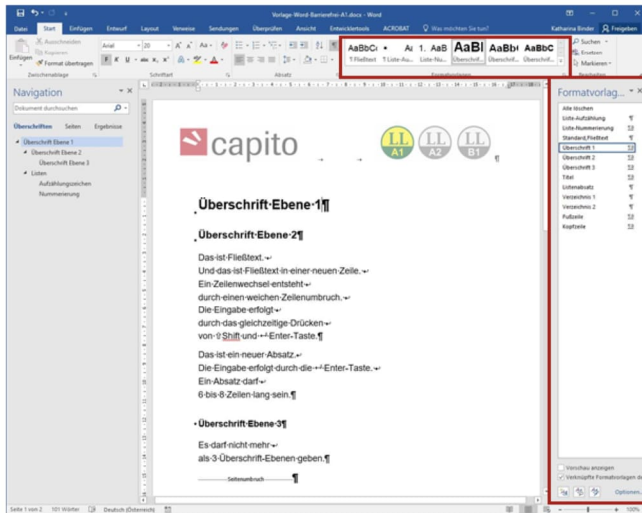 Vorlage-Word-Barrierefrei-A1.docx - Word
Katharina Binder
Freigeben
Datei Start Einfügen Entwurf Layout Verweise Sendungen Überprüfen Ansicht Entwicklertools ACROBAT Was möchten Sie tun?
Einfügen
Ausschneiden
Kopieren
Format übertragen
Zwischenablage
Arial 20
F K U
Schriftart
Absatz
AaBbCc AaBbCc
1. AaB
AaBl AaBbI AaBbC
¶ Fließtext
Überschrif...
Überschrif...
Überschrif...
Suchen
Ersetzen
Markieren
Bearbeiten
Navigation
Dokument durchsuchen
Überschriften Seiten Ergebnisse
Überschrift Ebene 1
Überschrift Ebene 2
Überschrift Ebene 3
Listen
Aufzählungszeichen
Nummerierung
capito
LL A1
LL A2
LL B1
Überschrift·Ebene·1¶
Überschrift·Ebene·2¶
Das·ist·Fließtext.
Und·das·ist·Fließtext·in·einer·neuen·Zeile.
Ein·Zeilenwechsel·entsteht
durch·einen·weichen·Zeilenumbruch.
Die·Eingabe·erfolgt
durch·das·gleichzeitige·Drücken
von·⇧Shift·und·↵Enter-Taste.¶
Das·ist·ein·neuer·Absatz.
Die·Eingabe·erfolgt·durch·die·↵Enter-Taste.
Ein·Absatz·darf
6·bis·8·Zeilen·lang·sein.¶
Überschrift·Ebene·3¶
Es·darf·nicht·mehr
als·3·Überschrift-Ebenen·geben.¶
Seitenumbruch ¶
Formatvorlag...
Alle löschen
Liste-Aufzählung
Liste-Nummerierung
Standard;Fließtext
Überschrift 1
Überschrift 2
Überschrift 3
Titel
Listenabsatz
Verzeichnis 1
Verzeichnis 2
Fußzeile
Kopfzeile
Vorschau anzeigen
Verknüpfte Formatvorlagen de
Optionen...
Seite 1 von 2 101 Wörter Deutsch (Österreich)
100%